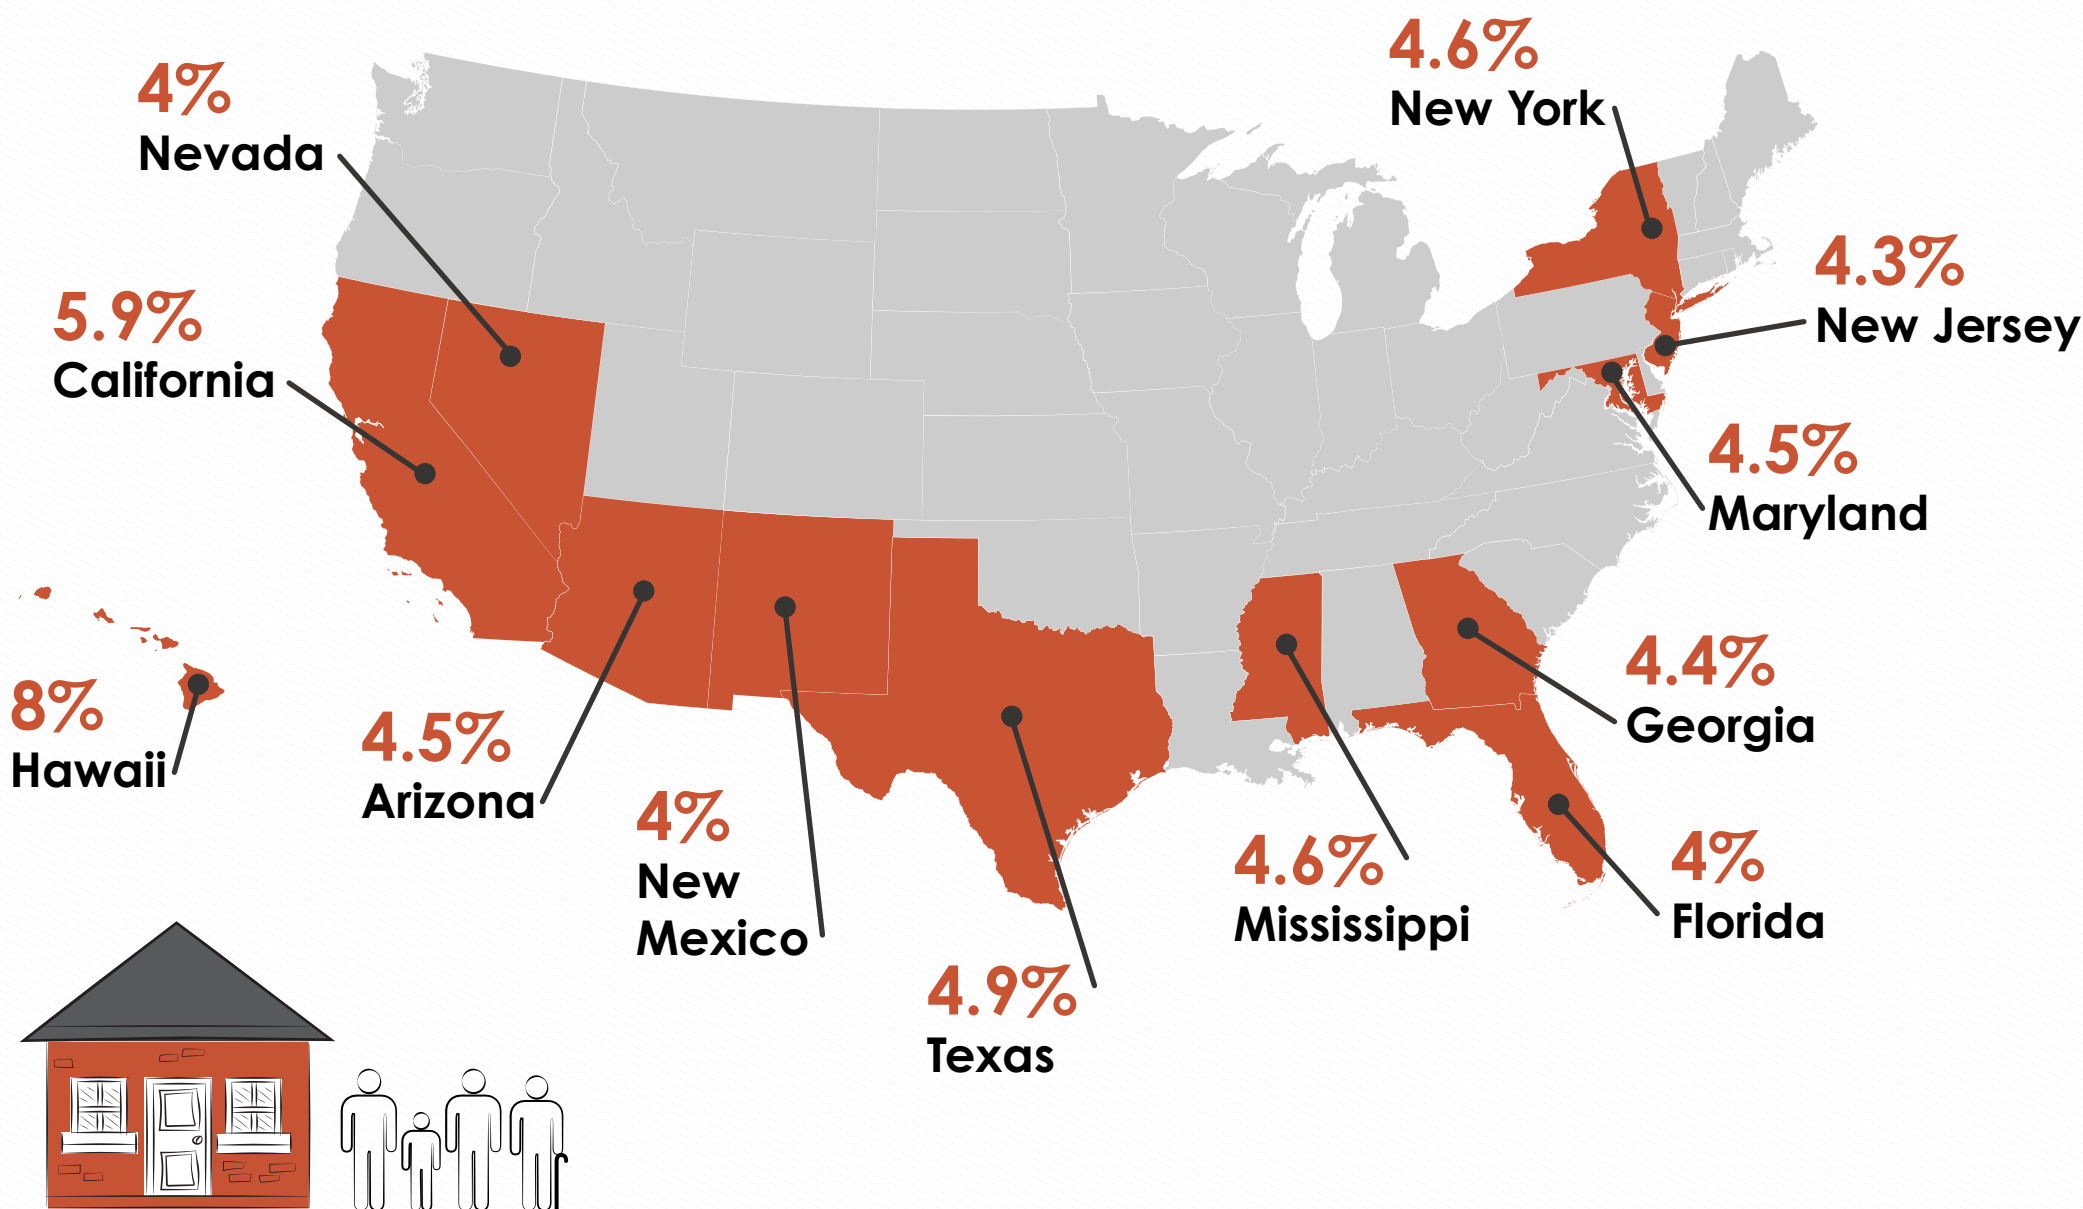 4.6%
New York
4%
Nevada
4.3%
New Jersey
5.9%
California
4.5%
Maryland
8%
Hawaii
4.5%
Arizona
4%
New
Mexico
4.9%
Texas
4.6%
Mississippi
4.4%
Georgia
4%
Florida